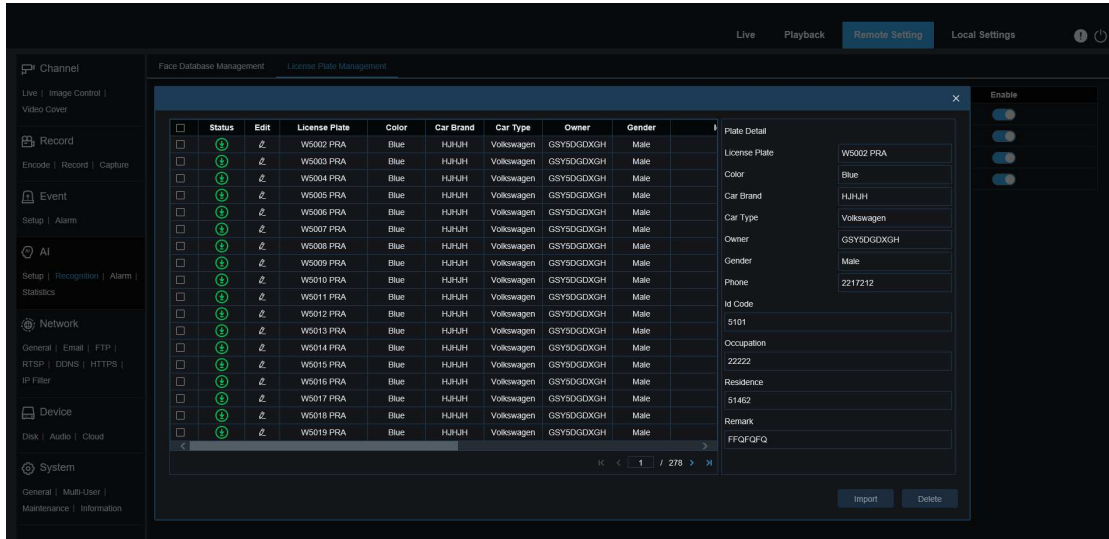 Live Playback Remote Setting Local Settings
Channel
Live | Image Control |
Video Cover
Record
Encode | Record | Capture
Event
Setup | Alarm
AI
Setup | Recognition | Alarm |
Statistics
Network
General | Email | FTP |
RTSP | DDNS | HTTPS |
IP Filter
Device
Disk | Audio | Cloud
System
General | Multi-User |
Maintenance | Information
Face Database Management License Plate Management
Enable
Status Edit License Plate Color Car Brand Car Type Owner Gender
W5002 PRA Blue HJHJH Volkswagen GSY5DGDXGH Male
W5003 PRA Blue HJHJH Volkswagen GSY5DGDXGH Male
W5004 PRA Blue HJHJH Volkswagen GSY5DGDXGH Male
W5005 PRA Blue HJHJH Volkswagen GSY5DGDXGH Male
W5006 PRA Blue HJHJH Volkswagen GSY5DGDXGH Male
W5007 PRA Blue HJHJH Volkswagen GSY5DGDXGH Male
W5008 PRA Blue HJHJH Volkswagen GSY5DGDXGH Male
W5009 PRA Blue HJHJH Volkswagen GSY5DGDXGH Male
W5010 PRA Blue HJHJH Volkswagen GSY5DGDXGH Male
W5011 PRA Blue HJHJH Volkswagen GSY5DGDXGH Male
W5012 PRA Blue HJHJH Volkswagen GSY5DGDXGH Male
W5013 PRA Blue HJHJH Volkswagen GSY5DGDXGH Male
W5014 PRA Blue HJHJH Volkswagen GSY5DGDXGH Male
W5015 PRA Blue HJHJH Volkswagen GSY5DGDXGH Male
W5016 PRA Blue HJHJH Volkswagen GSY5DGDXGH Male
W5017 PRA Blue HJHJH Volkswagen GSY5DGDXGH Male
W5018 PRA Blue HJHJH Volkswagen GSY5DGDXGH Male
W5019 PRA Blue HJHJH Volkswagen GSY5DGDXGH Male
1 / 278
Plate Detail
License Plate W5002 PRA
Color Blue
Car Brand HJHJH
Car Type Volkswagen
Owner GSY5DGDXGH
Gender Male
Phone 2217212
Id Code
5101
Occupation
22222
Residence
51462
Remark
FFQFQFQ
Import Delete